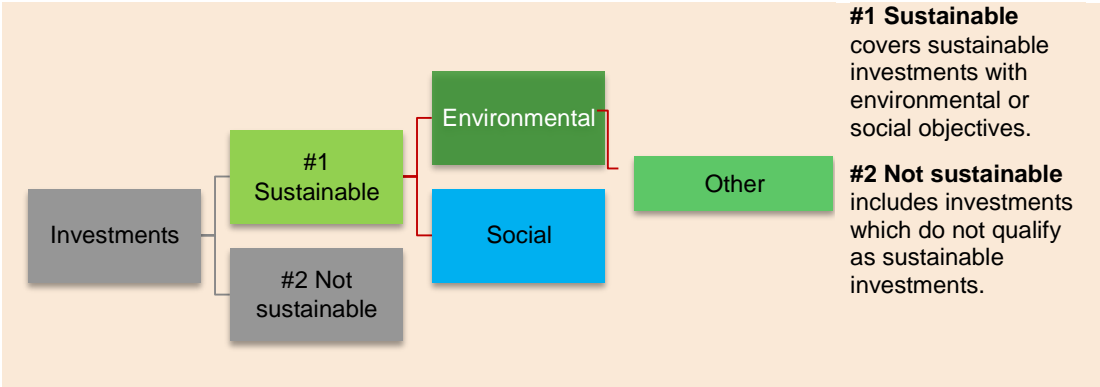 Investments
#1
Sustainable
#2 Not
sustainable
Environmental
Social
Other
#1 Sustainable
covers sustainable
investments with
environmental or
social objectives.
#2 Not sustainable
includes investments
which do not qualify
as sustainable
investments.